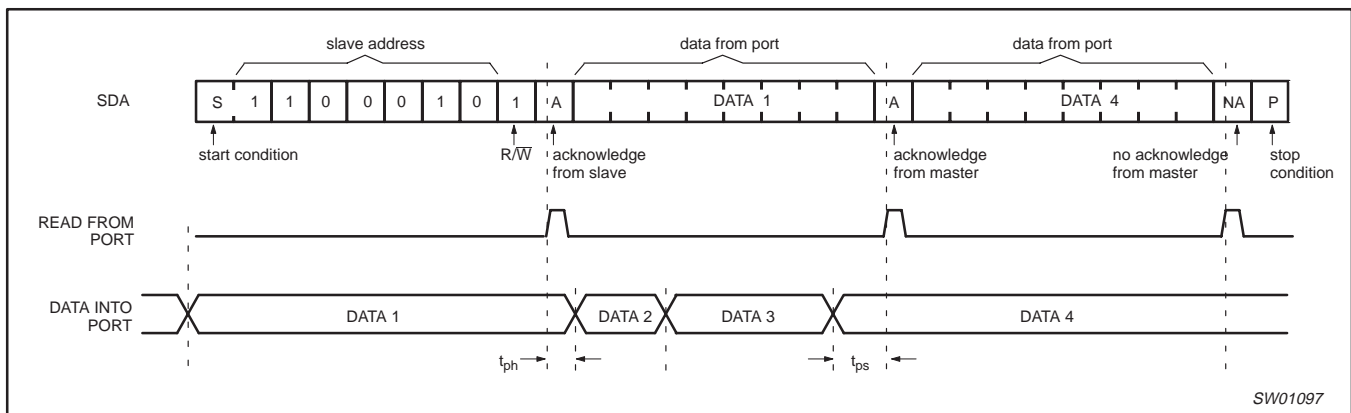 slave address data from port data from port
SDA S 1 1 0 0 0 1 0 1 A DATA 1 A DATA 4 NA P
start condition R/W̅ acknowledge from slave acknowledge from master no acknowledge from master stop condition
READ FROM PORT
DATA INTO PORT DATA 1 DATA 2 DATA 3 DATA 4
tph tps
SW01097